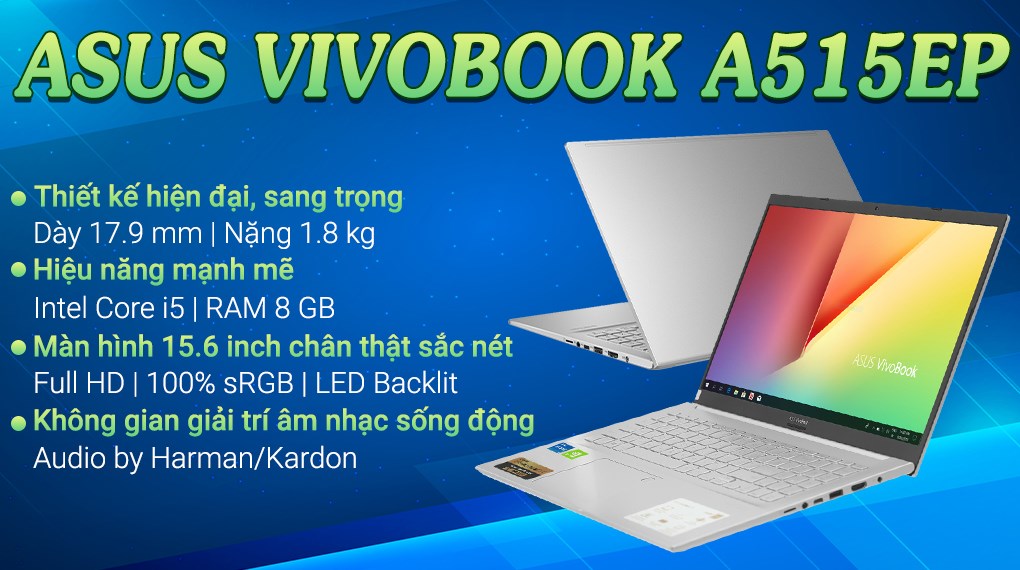 ASUS VIVOBOOK A515EP
Thiết kế hiện đại, sang trọng
Dày 17.9 mm | Nặng 1.8 kg
Hiệu năng mạnh mẽ
Intel Core i5 | RAM 8 GB
Màn hình 15.6 inch chân thật sắc nét
Full HD | 100% sRGB | LED Backlit
Không gian giải trí âm nhạc sống động
Audio by Harman/Kardon
ASUS VivoBook